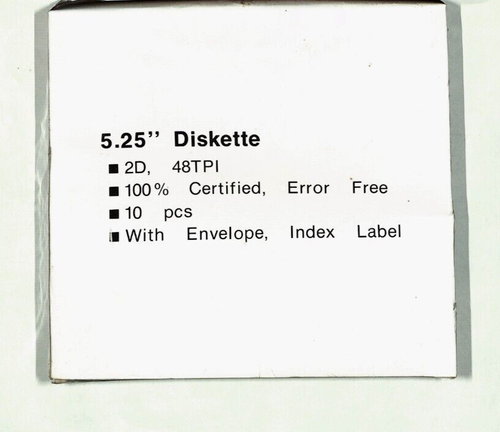 5.25’’ Diskette
■ 2D, 48TPI
■ 100% Certified, Error Free
■ 10 pcs
■ With Envelope, Index Label